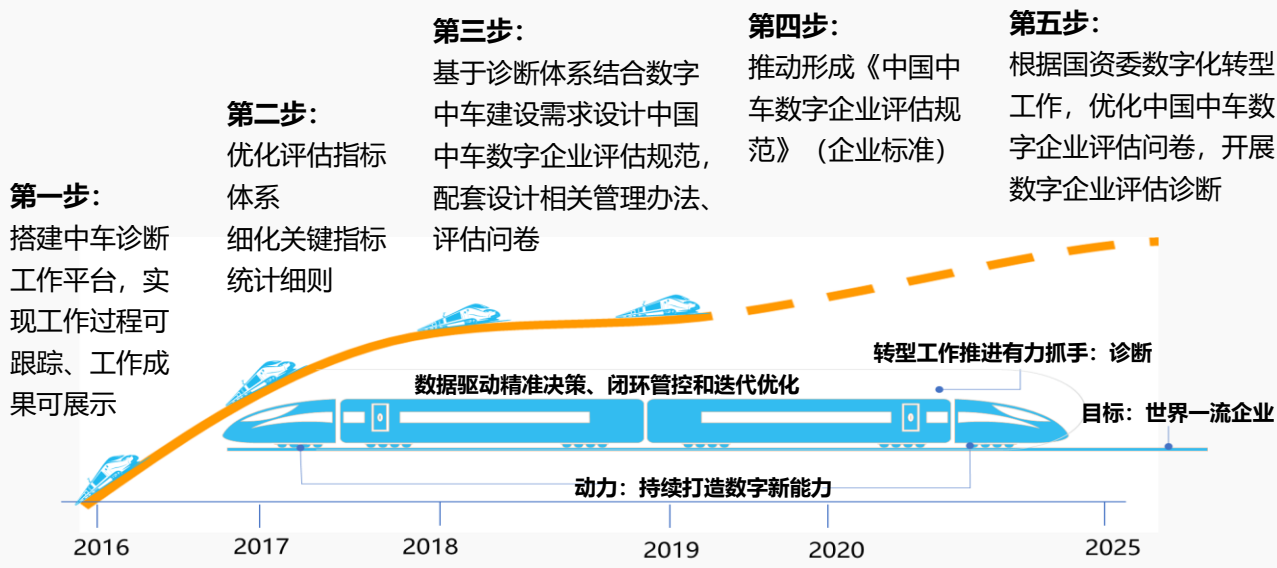 第一步：
搭建中车诊断
工作平台，实
现工作过程可
跟踪、工作成
果可展示
第二步：
优化评估指标
体系
细化关键指标
统计细则
第三步：
基于诊断体系结合数字
中车建设需求设计中国
中车数字企业评估规范，
配套设计相关管理办法、
评估问卷
第四步：
推动形成《中国中
车数字企业评估规
范》（企业标准）
第五步：
根据国资委数字化转型
工作，优化中国中车数
字企业评估问卷，开展
数字企业评估诊断
转型工作推进有力抓手：诊断
数据驱动精准决策、闭环管控和迭代优化
目标：世界一流企业
动力：持续打造数字新能力
2016
2017
2018
2019
2020
2025